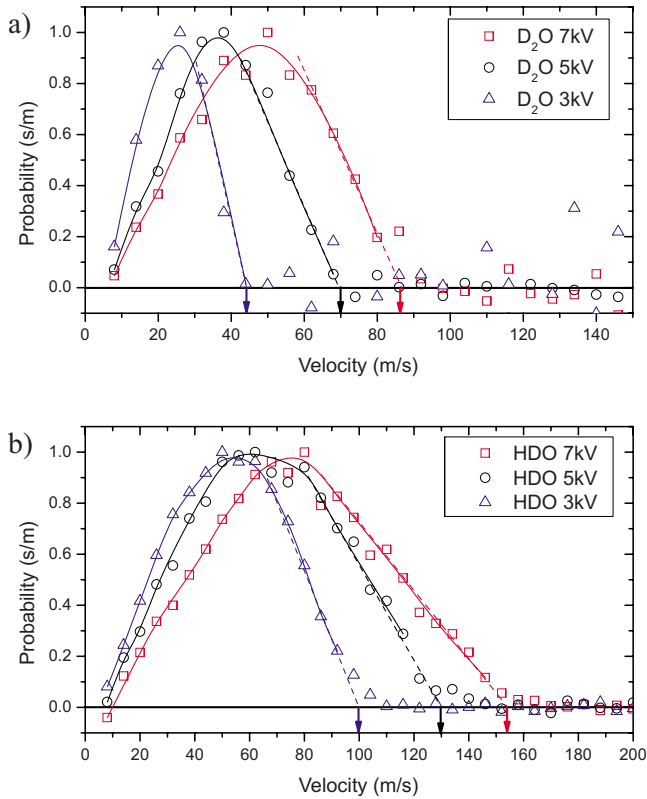 a)
D₂O 7kV
D₂O 5kV
D₂O 3kV
Probability (s/m)
1.0
0.8
0.6
0.4
0.2
0.0
0 20 40 60 80 100 120 140
Velocity (m/s)
b)
HDO 7kV
HDO 5kV
HDO 3kV
Probability (s/m)
1.0
0.8
0.6
0.4
0.2
0.0
0 20 40 60 80 100 120 140 160 180 200
Velocity (m/s)